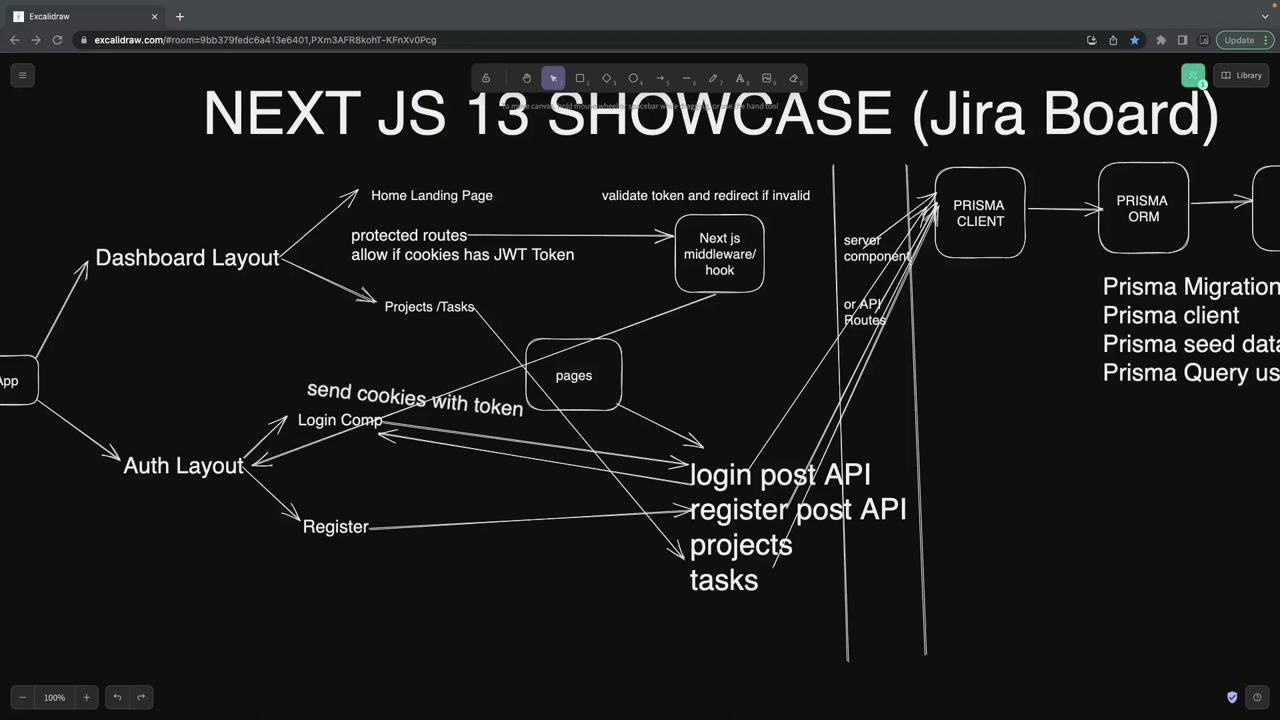 Excalidraw
excalidraw.com/#room=9bb379fedc6a413e6401,PXm3AFR8kohT-KFnXv0Pcg
Update
Library
NEXT JS 13 SHOWCASE (Jira Board)
Home Landing Page
validate token and redirect if invalid
PRISMA
CLIENT
PRISMA
ORM
protected routes
allow if cookies has JWT Token
Next js
middleware/
hook
server
component
or API
Routes
Dashboard Layout
Projects /Tasks
Prisma Migration
Prisma client
Prisma seed data
Prisma Query us
App
pages
send cookies with token
Login Comp
Auth Layout
Register
login post API
register post API
projects
tasks
100%